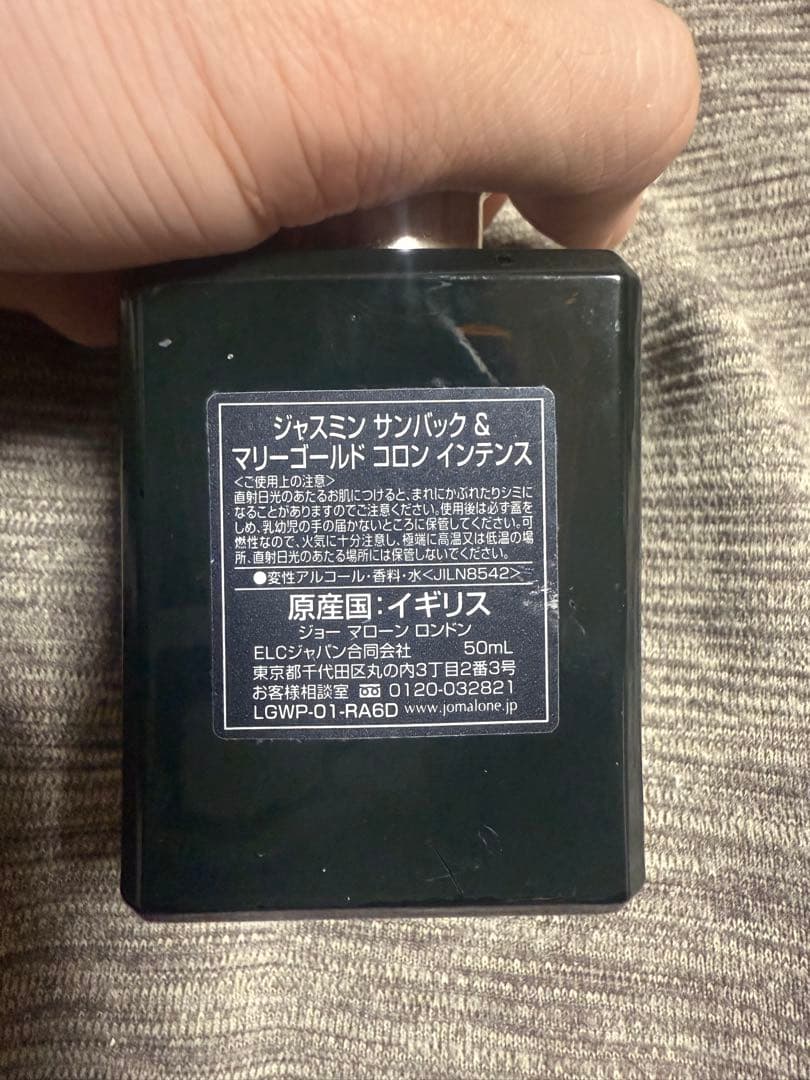 ジャスミン サンバック &
マリーゴールド コロン インテンス
<ご使用上の注意>
直射日光のあたるお肌につけると、まれにかぶれたりシミに
なることがありますのでご注意ください。使用後は必ず蓋を
しめ、乳幼児の手の届かないところに保管してください。可
燃性なので、火気に十分注意し、極端に高温又は低温の場
所、直射日光のあたる場所には保管しないでください。
●変性アルコール・香料・水<JILN8542>
原産国：イギリス
ジョー マローン ロンドン
ELCジャパン合同会社 50mL
東京都千代田区丸の内3丁目2番3号
お客様相談室 0120-032821
LGWP-01-RA6D www.jomalone.jp